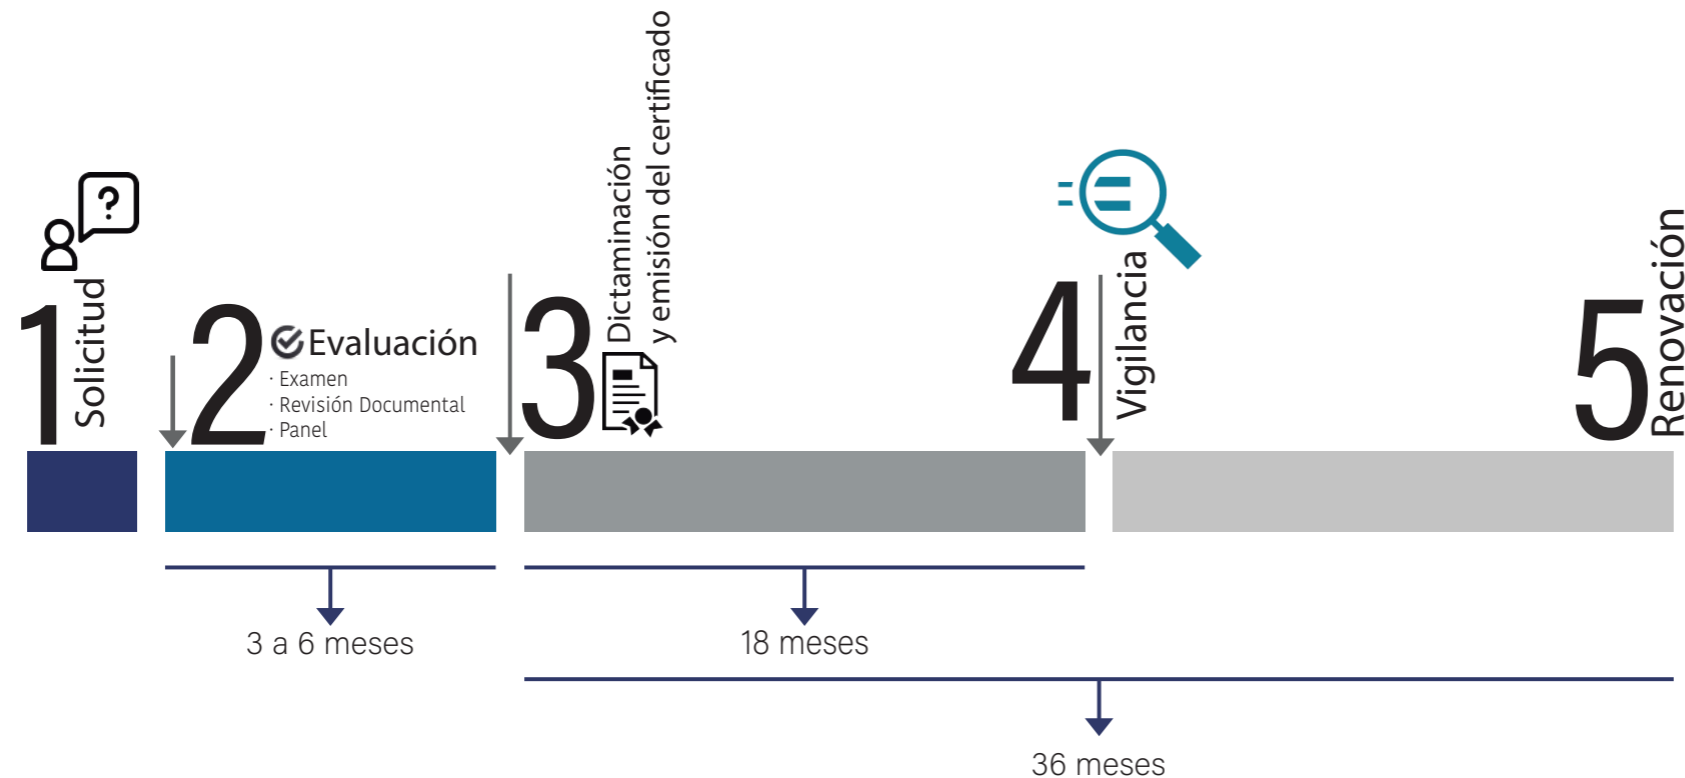 1
Solicitud
?
2
Evaluación
· Examen
· Revisión Documental
· Panel
3
Dictaminación
y emisión del certificado
4
Vigilancia
5
Renovación
3 a 6 meses
18 meses
36 meses